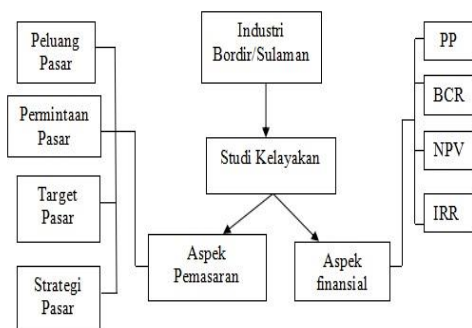 Peluang
Pasar
Permintaan
Pasar
Target
Pasar
Strategi
Pasar
Industri
Bordir/Sulaman
Studi Kelayakan
Aspek
Pemasaran
Aspek
finansial
PP
BCR
NPV
IRR